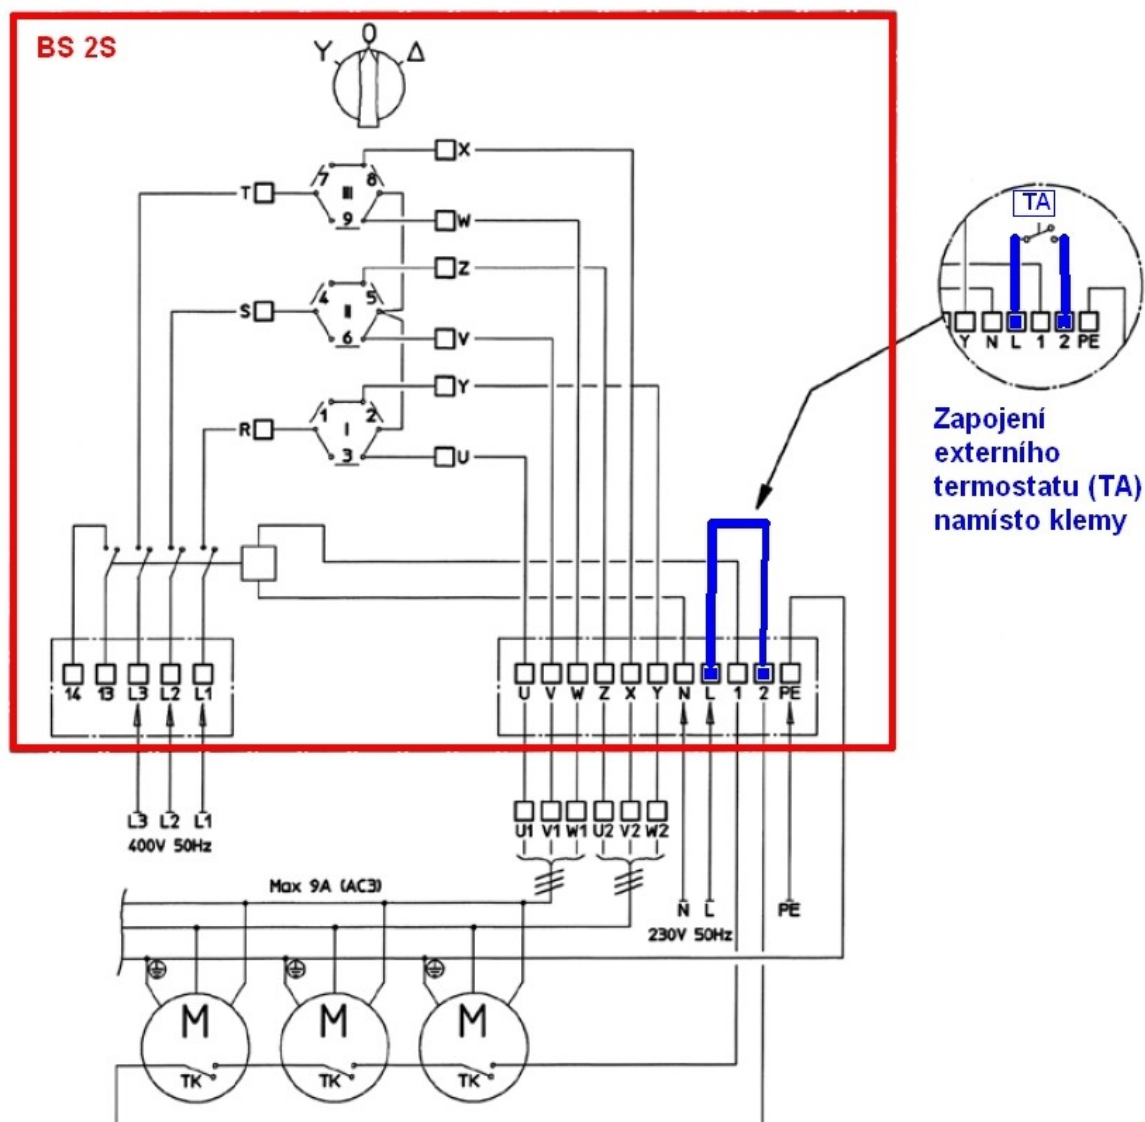 BS 2S
Y O Δ
X
7 8
T III
9 W
Z
4 5
S II
6 V
Y
1 2
R I
3 U
TA
Y N L 1 2 PE
Zapojení
externího
termostatu (TA)
namísto klemy
14 13 L3 L2 L1
U V W Z X Y N L 1 2 PE
L3 L2 L1
400V 50Hz
U1 V1 W1 U2 V2 W2
Max 9A (AC3)
N L PE
230V 50Hz
M M M
TK TK TK